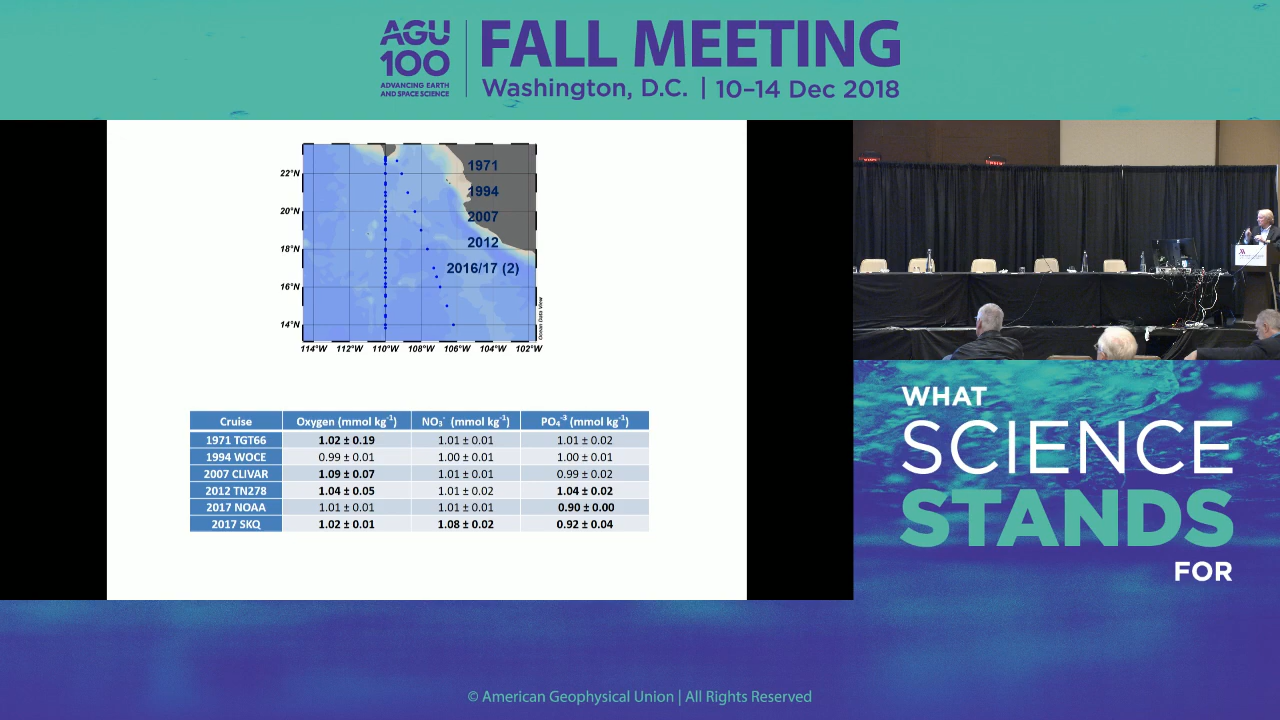 AGU
100
ADVANCING EARTH
AND SPACE SCIENCE
FALL MEETING
Washington, D.C. | 10–14 Dec 2018
22°N
20°N
18°N
16°N
14°N
114°W 112°W 110°W 108°W 106°W 104°W 102°W
1971
1994
2007
2012
2016/17 (2)
Ocean Data View
Cruise Oxygen (mmol kg⁻¹) NO₃⁻ (mmol kg⁻¹) PO₄⁻³ (mmol kg⁻¹)
1971 TGT66 1.02 ± 0.19 1.01 ± 0.01 1.01 ± 0.02
1994 WOCE 0.99 ± 0.01 1.00 ± 0.01 1.00 ± 0.01
2007 CLIVAR 1.09 ± 0.07 1.01 ± 0.01 0.99 ± 0.02
2012 TN278 1.04 ± 0.05 1.01 ± 0.02 1.04 ± 0.02
2017 NOAA 1.01 ± 0.01 1.01 ± 0.01 0.90 ± 0.00
2017 SKQ 1.02 ± 0.01 1.08 ± 0.02 0.92 ± 0.04
WHAT
SCIENCE
STANDS
FOR
© American Geophysical Union | All Rights Reserved